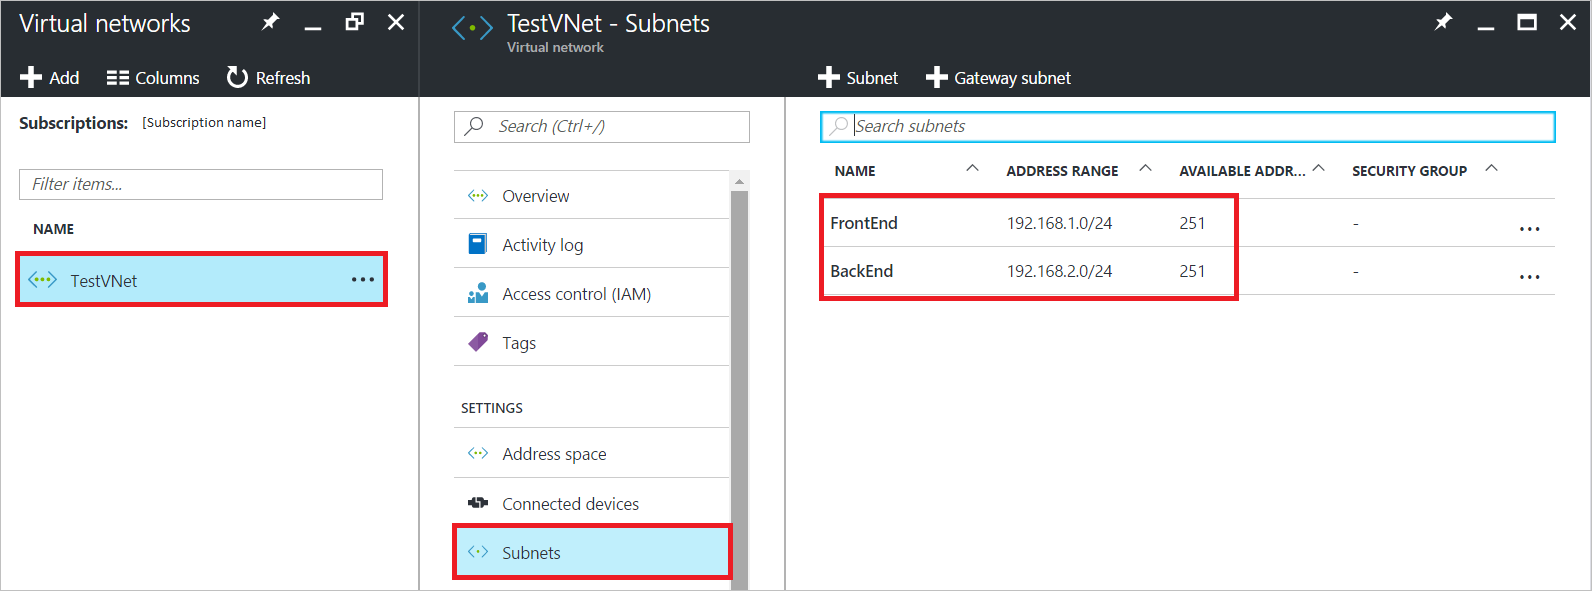 Virtual networks
Add
Columns
Refresh
Subscriptions: [Subscription name]
Filter items...
NAME
TestVNet
TestVNet - Subnets
Virtual network
Search (Ctrl+/)
Overview
Activity log
Access control (IAM)
Tags
SETTINGS
Address space
Connected devices
Subnets
Subnet
Gateway subnet
Search subnets
NAME ADDRESS RANGE AVAILABLE ADDR... SECURITY GROUP
FrontEnd 192.168.1.0/24 251 -
BackEnd 192.168.2.0/24 251 -